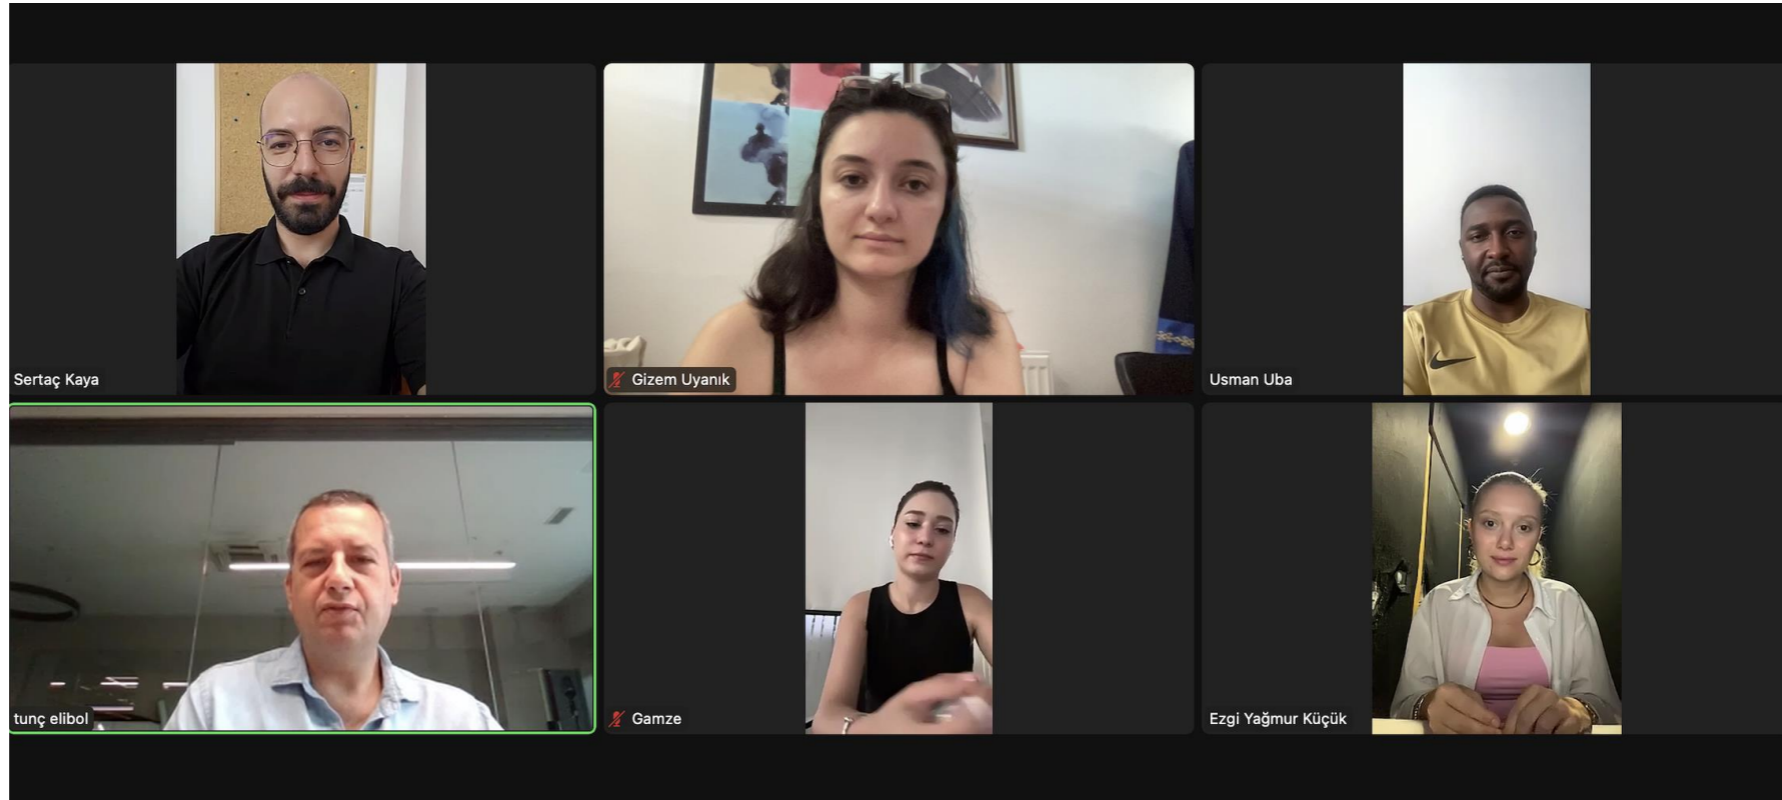 Sertaç Kaya
Gizem Uyanık
Usman Uba
tunç elibol
Gamze
Ezgi Yağmur Küçük